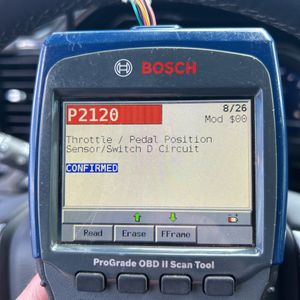 BOSCH
P2120 8/26
Mod $00
Throttle / Pedal Position
Sensor/Switch D Circuit
CONFIRMED
Read Erase FFrame
ProGrade OBD II Scan Tool